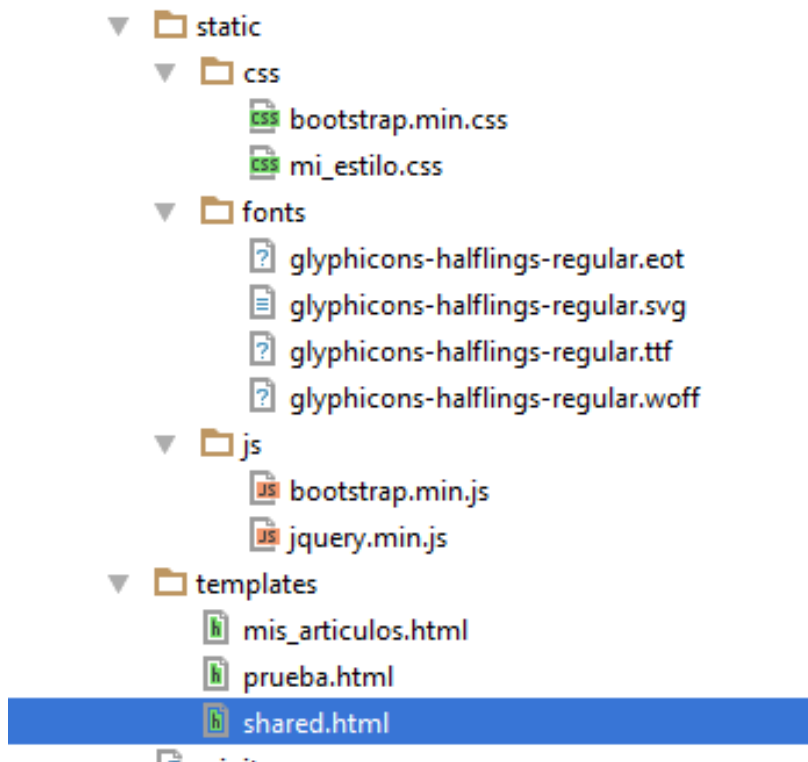 static
css
bootstrap.min.css
mi_estilo.css
fonts
glyphicons-halflings-regular.eot
glyphicons-halflings-regular.svg
glyphicons-halflings-regular.ttf
glyphicons-halflings-regular.woff
js
bootstrap.min.js
jquery.min.js
templates
mis_articulos.html
prueba.html
shared.html